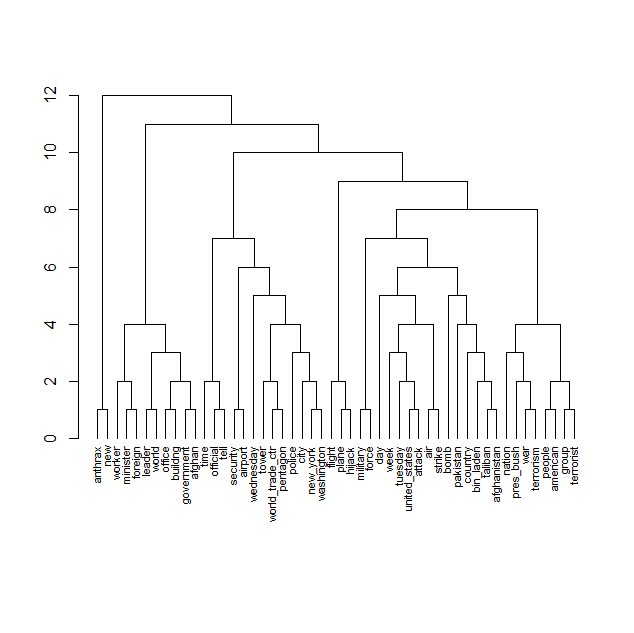 12
10
8
6
4
2
0
anthrax
new
worker
minister
foreign
leader
world
office
building
government
afghan
time
official
tell
security
airport
wednesday
tower
world_trade_ctr
pentagon
police
city
new_york
washington
flight
plane
hijack
military
force
day
week
tuesday
united_states
attack
air
strike
bomb
pakistan
country
bin_laden
taliban
afghanistan
nation
pres_bush
war
terrorism
people
american
group
terrorist